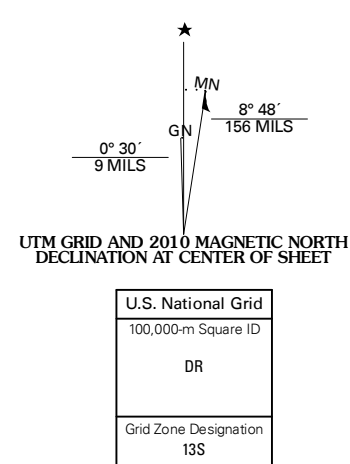 ★
MN
8° 48´
156 MILS
GN
0° 30´
9 MILS
UTM GRID AND 2010 MAGNETIC NORTH
DECLINATION AT CENTER OF SHEET
U.S. National Grid
100,000-m Square ID
DR
Grid Zone Designation
13S